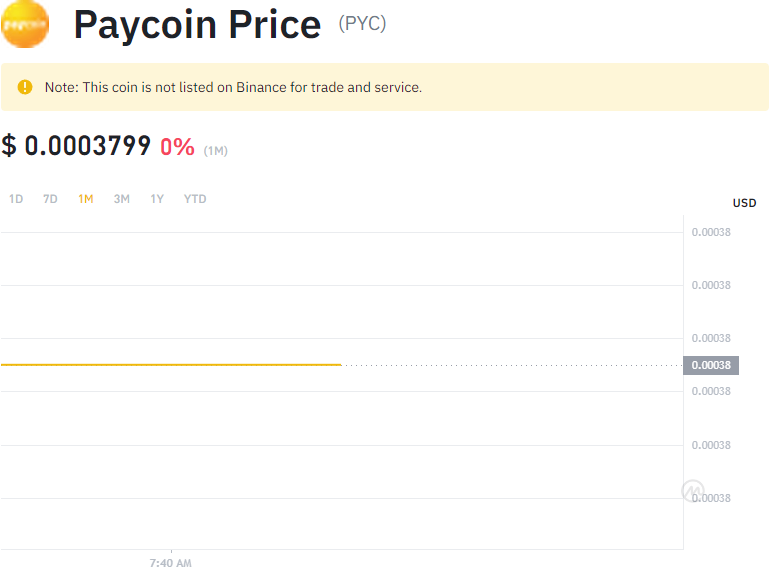 paycoin
Paycoin Price (PYC)
Note: This coin is not listed on Binance for trade and service.
$ 0.0003799 0% (1M)
1D 7D 1M 3M 1Y YTD
USD
0.00038
0.00038
0.00038
0.00038
0.00038
0.00038
0.00038
7:40 AM